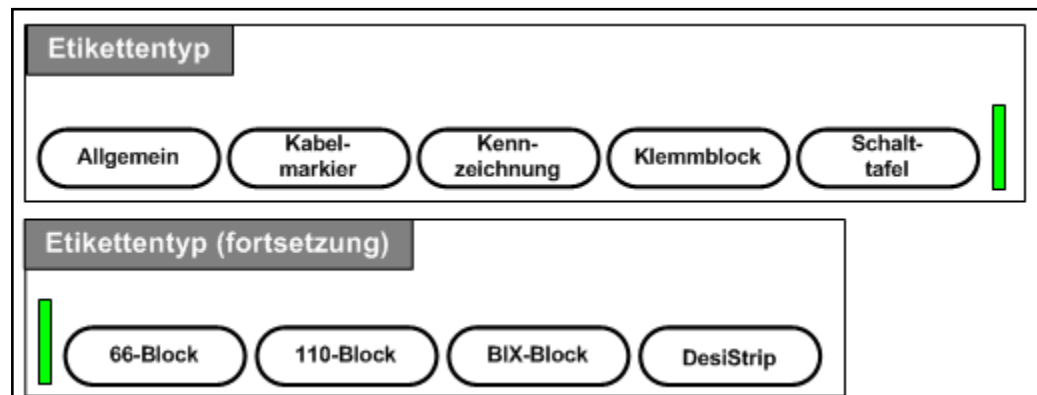 Etikettentyp
Allgemein
Kabel-
markier
Kenn-
zeichnung
Klemmblock
Schalt-
tafel
Etikettentyp (fortsetzung)
66-Block
110-Block
BIX-Block
DesiStrip